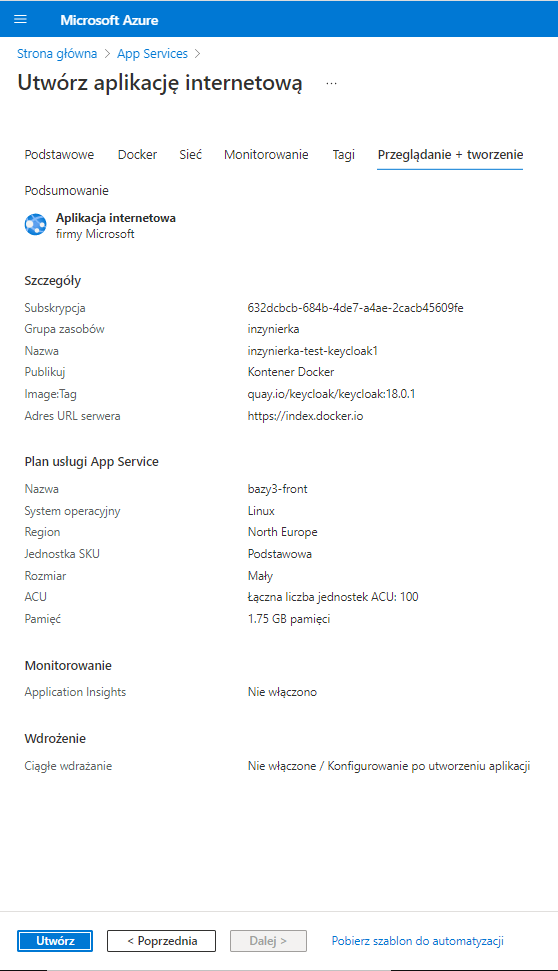 Microsoft Azure
Strona główna > App Services >
Utwórz aplikację internetową ...
Podstawowe Docker Sieć Monitorowanie Tagi Przeglądanie + tworzenie
Podsumowanie
Aplikacja internetowa
firmy Microsoft
Szczegóły
Subskrypcja 632dcbcb-684b-4de7-a4ae-2cacb45609fe
Grupa zasobów inzynierka
Nazwa inzynierka-test-keycloak1
Publikuj Kontener Docker
Image:Tag quay.io/keycloak/keycloak:18.0.1
Adres URL serwera https://index.docker.io
Plan usługi App Service
Nazwa bazy3-front
System operacyjny Linux
Region North Europe
Jednostka SKU Podstawowa
Rozmiar Mały
ACU Łączna liczba jednostek ACU: 100
Pamięć 1.75 GB pamięci
Monitorowanie
Application Insights Nie włączono
Wdrożenie
Ciągłe wdrażanie Nie włączone / Konfigurowanie po utworzeniu aplikacji
Utwórz < Poprzednia Dalej > Pobierz szablon do automatyzacji